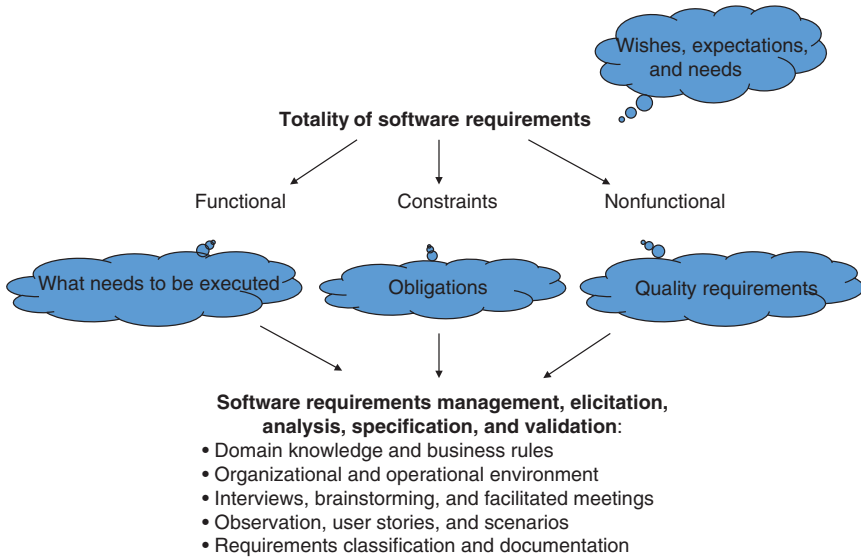 Wishes, expectations,
and needs
Totality of software requirements
Functional
Constraints
Nonfunctional
What needs to be executed
Obligations
Quality requirements
Software requirements management, elicitation,
analysis, specification, and validation:
• Domain knowledge and business rules
• Organizational and operational environment
• Interviews, brainstorming, and facilitated meetings
• Observation, user stories, and scenarios
• Requirements classification and documentation